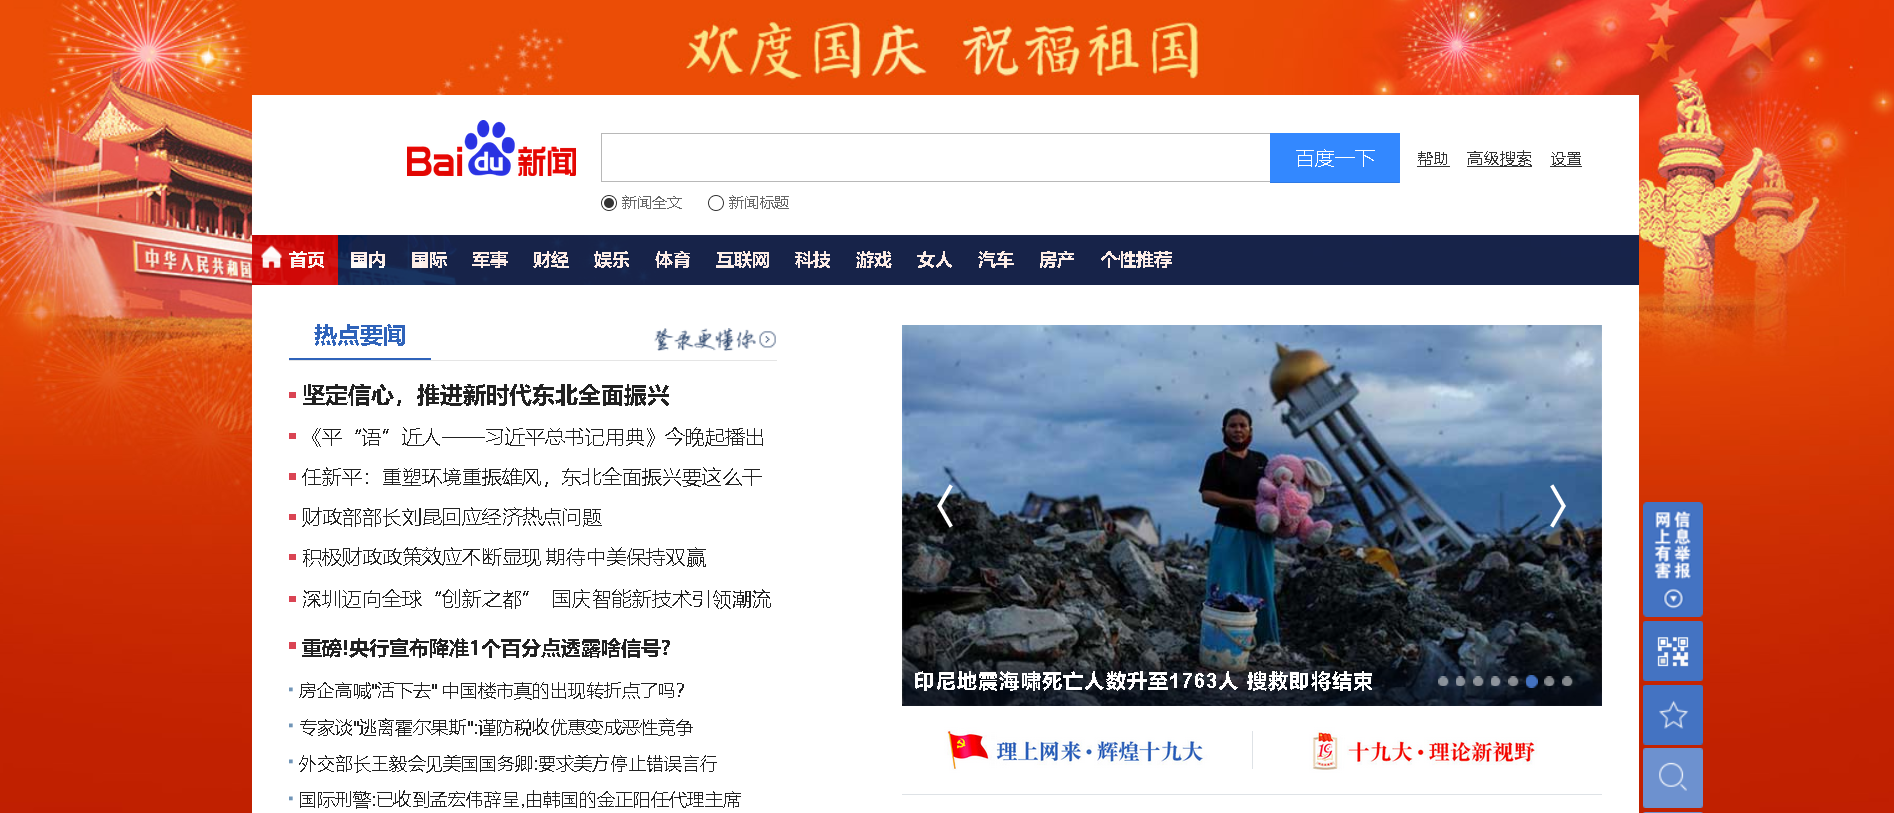 欢度国庆 祝福祖国
中华人民共和国
Bai du 新闻
百度一下
帮助 高级搜索 设置
新闻全文 新闻标题
首页 国内 国际 军事 财经 娱乐 体育 互联网 科技 游戏 女人 汽车 房产 个性推荐
热点要闻
登录更懂你
坚定信心，推进新时代东北全面振兴
《平“语”近人——习近平总书记用典》今晚起播出
任新平：重塑环境重振雄风，东北全面振兴要这么干
财政部部长刘昆回应经济热点问题
积极财政政策效应不断显现 期待中美保持双赢
深圳迈向全球“创新之都” 国庆智能新技术引领潮流
重磅!央行宣布降准1个百分点透露啥信号?
房企高喊"活下去" 中国楼市真的出现转折点了吗?
专家谈"逃离霍尔果斯":谨防税收优惠变成恶性竞争
外交部长王毅会见美国国务卿:要求美方停止错误言行
国际刑警:已收到孟宏伟辞呈,由韩国的金正阳任代理主席
印尼地震海啸死亡人数升至1763人 搜救即将结束
理上网来·辉煌十九大
19
十九大·理论新视野
网上有害
信息举报